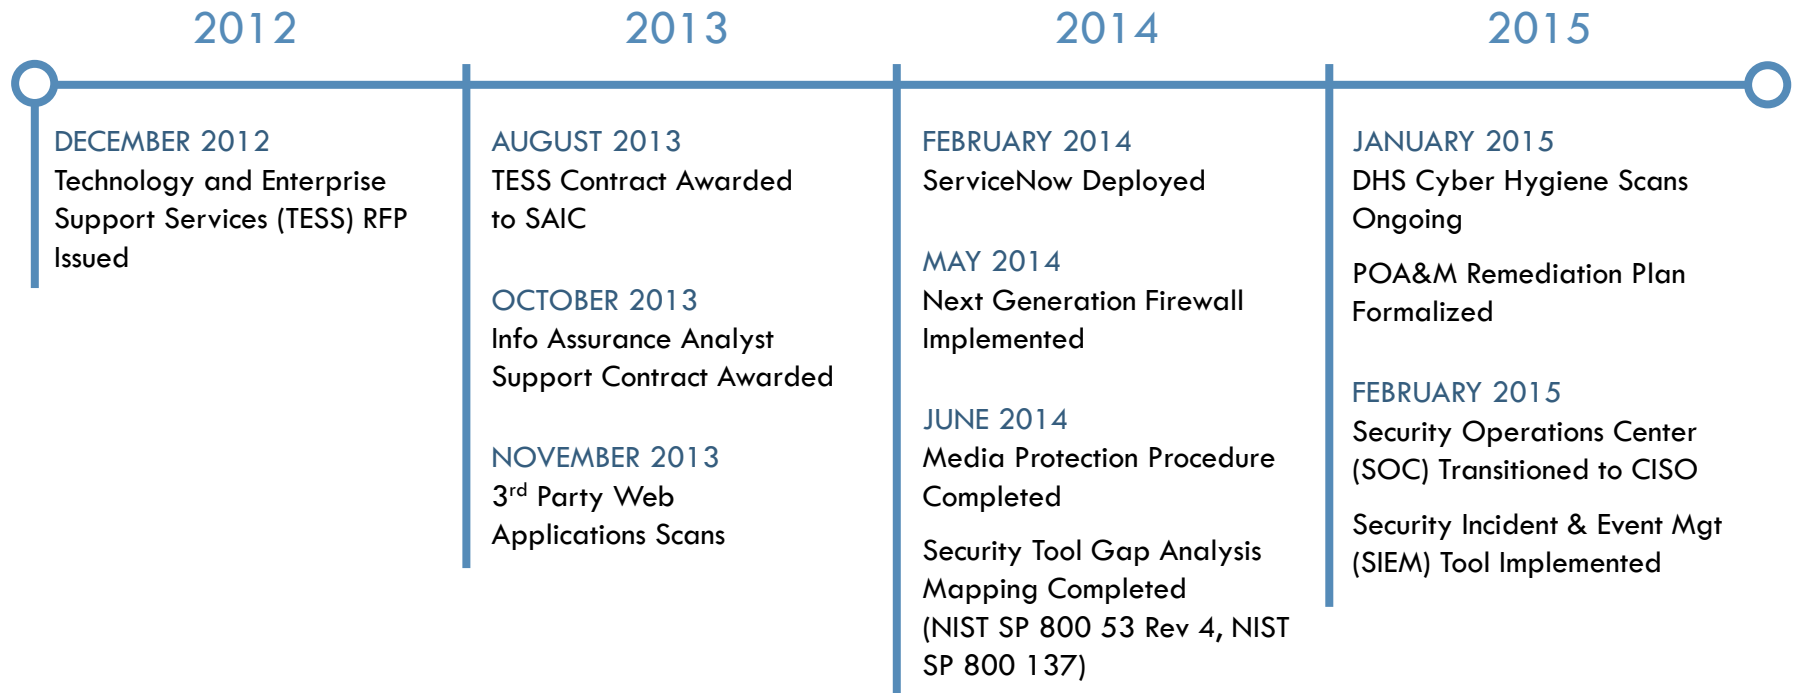 2012
2013
2014
2015
DECEMBER 2012
Technology and Enterprise
Support Services (TESS) RFP
Issued
AUGUST 2013
TESS Contract Awarded
to SAIC
OCTOBER 2013
Info Assurance Analyst
Support Contract Awarded
NOVEMBER 2013
3rd Party Web
Applications Scans
FEBRUARY 2014
ServiceNow Deployed
MAY 2014
Next Generation Firewall
Implemented
JUNE 2014
Media Protection Procedure
Completed
Security Tool Gap Analysis
Mapping Completed
(NIST SP 800 53 Rev 4, NIST
SP 800 137)
JANUARY 2015
DHS Cyber Hygiene Scans
Ongoing
POA&M Remediation Plan
Formalized
FEBRUARY 2015
Security Operations Center
(SOC) Transitioned to CISO
Security Incident & Event Mgt
(SIEM) Tool Implemented